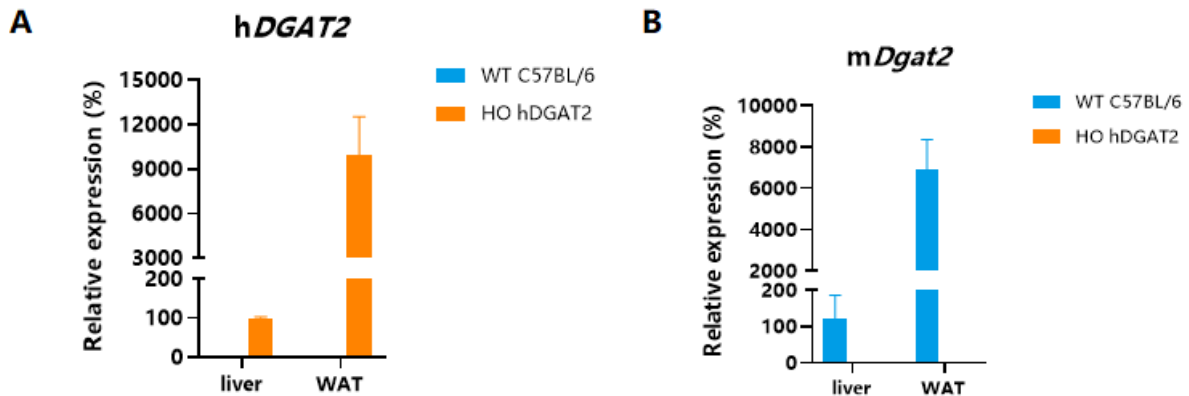 A
hDGAT2
Relative expression (%)
15000
12000
9000
6000
3000
200
100
0
liver WAT
WT C57BL/6
HO hDGAT2
B
mDgat2
Relative expression (%)
10000
8000
6000
4000
2000
200
100
0
liver WAT
WT C57BL/6
HO hDGAT2